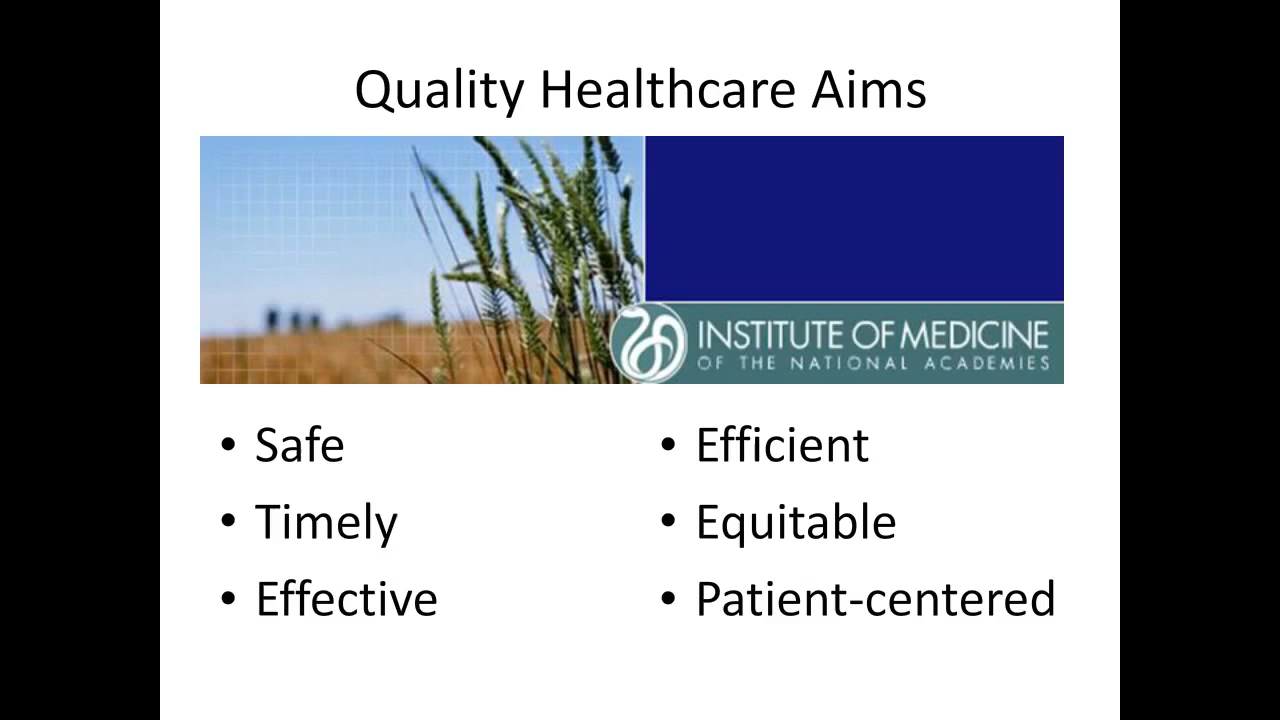 Quality Healthcare Aims
INSTITUTE OF MEDICINE
OF THE NATIONAL ACADEMIES
• Safe
• Timely
• Effective
• Efficient
• Equitable
• Patient-centered